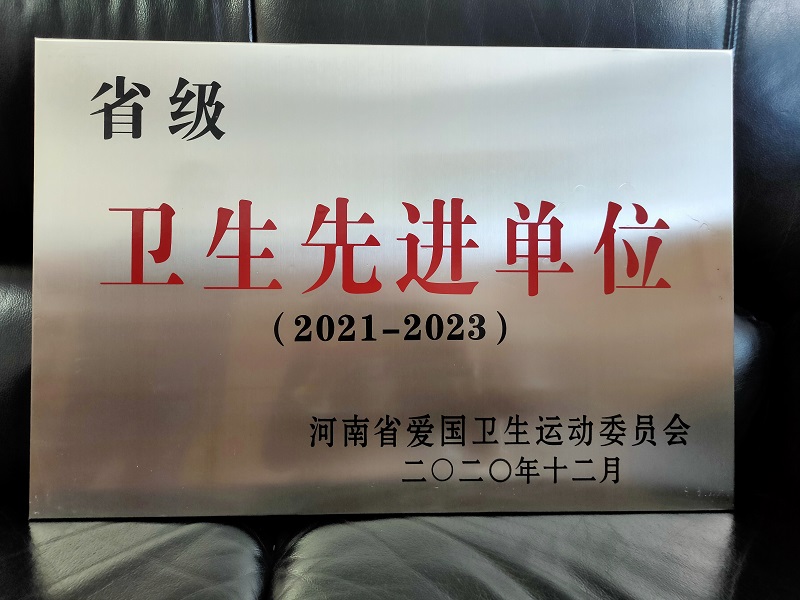 省级
卫生先进单位
（2021-2023）
河南省爱国卫生运动委员会
二〇二〇年十二月